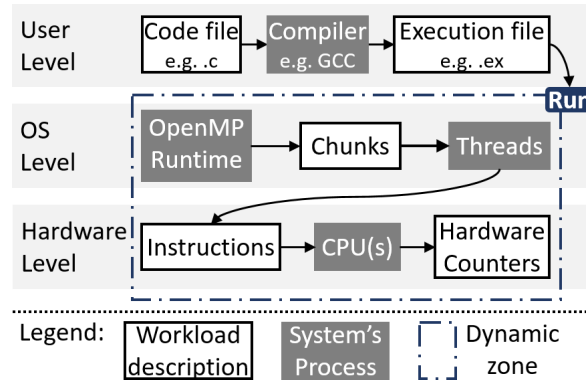 User Level
Code file
e.g. .c
Compiler
e.g. GCC
Execution file
e.g. .ex
Run
OS Level
OpenMP Runtime
Chunks
Threads
Hardware Level
Instructions
CPU(s)
Hardware Counters
Legend:
Workload description
System's Process
Dynamic zone